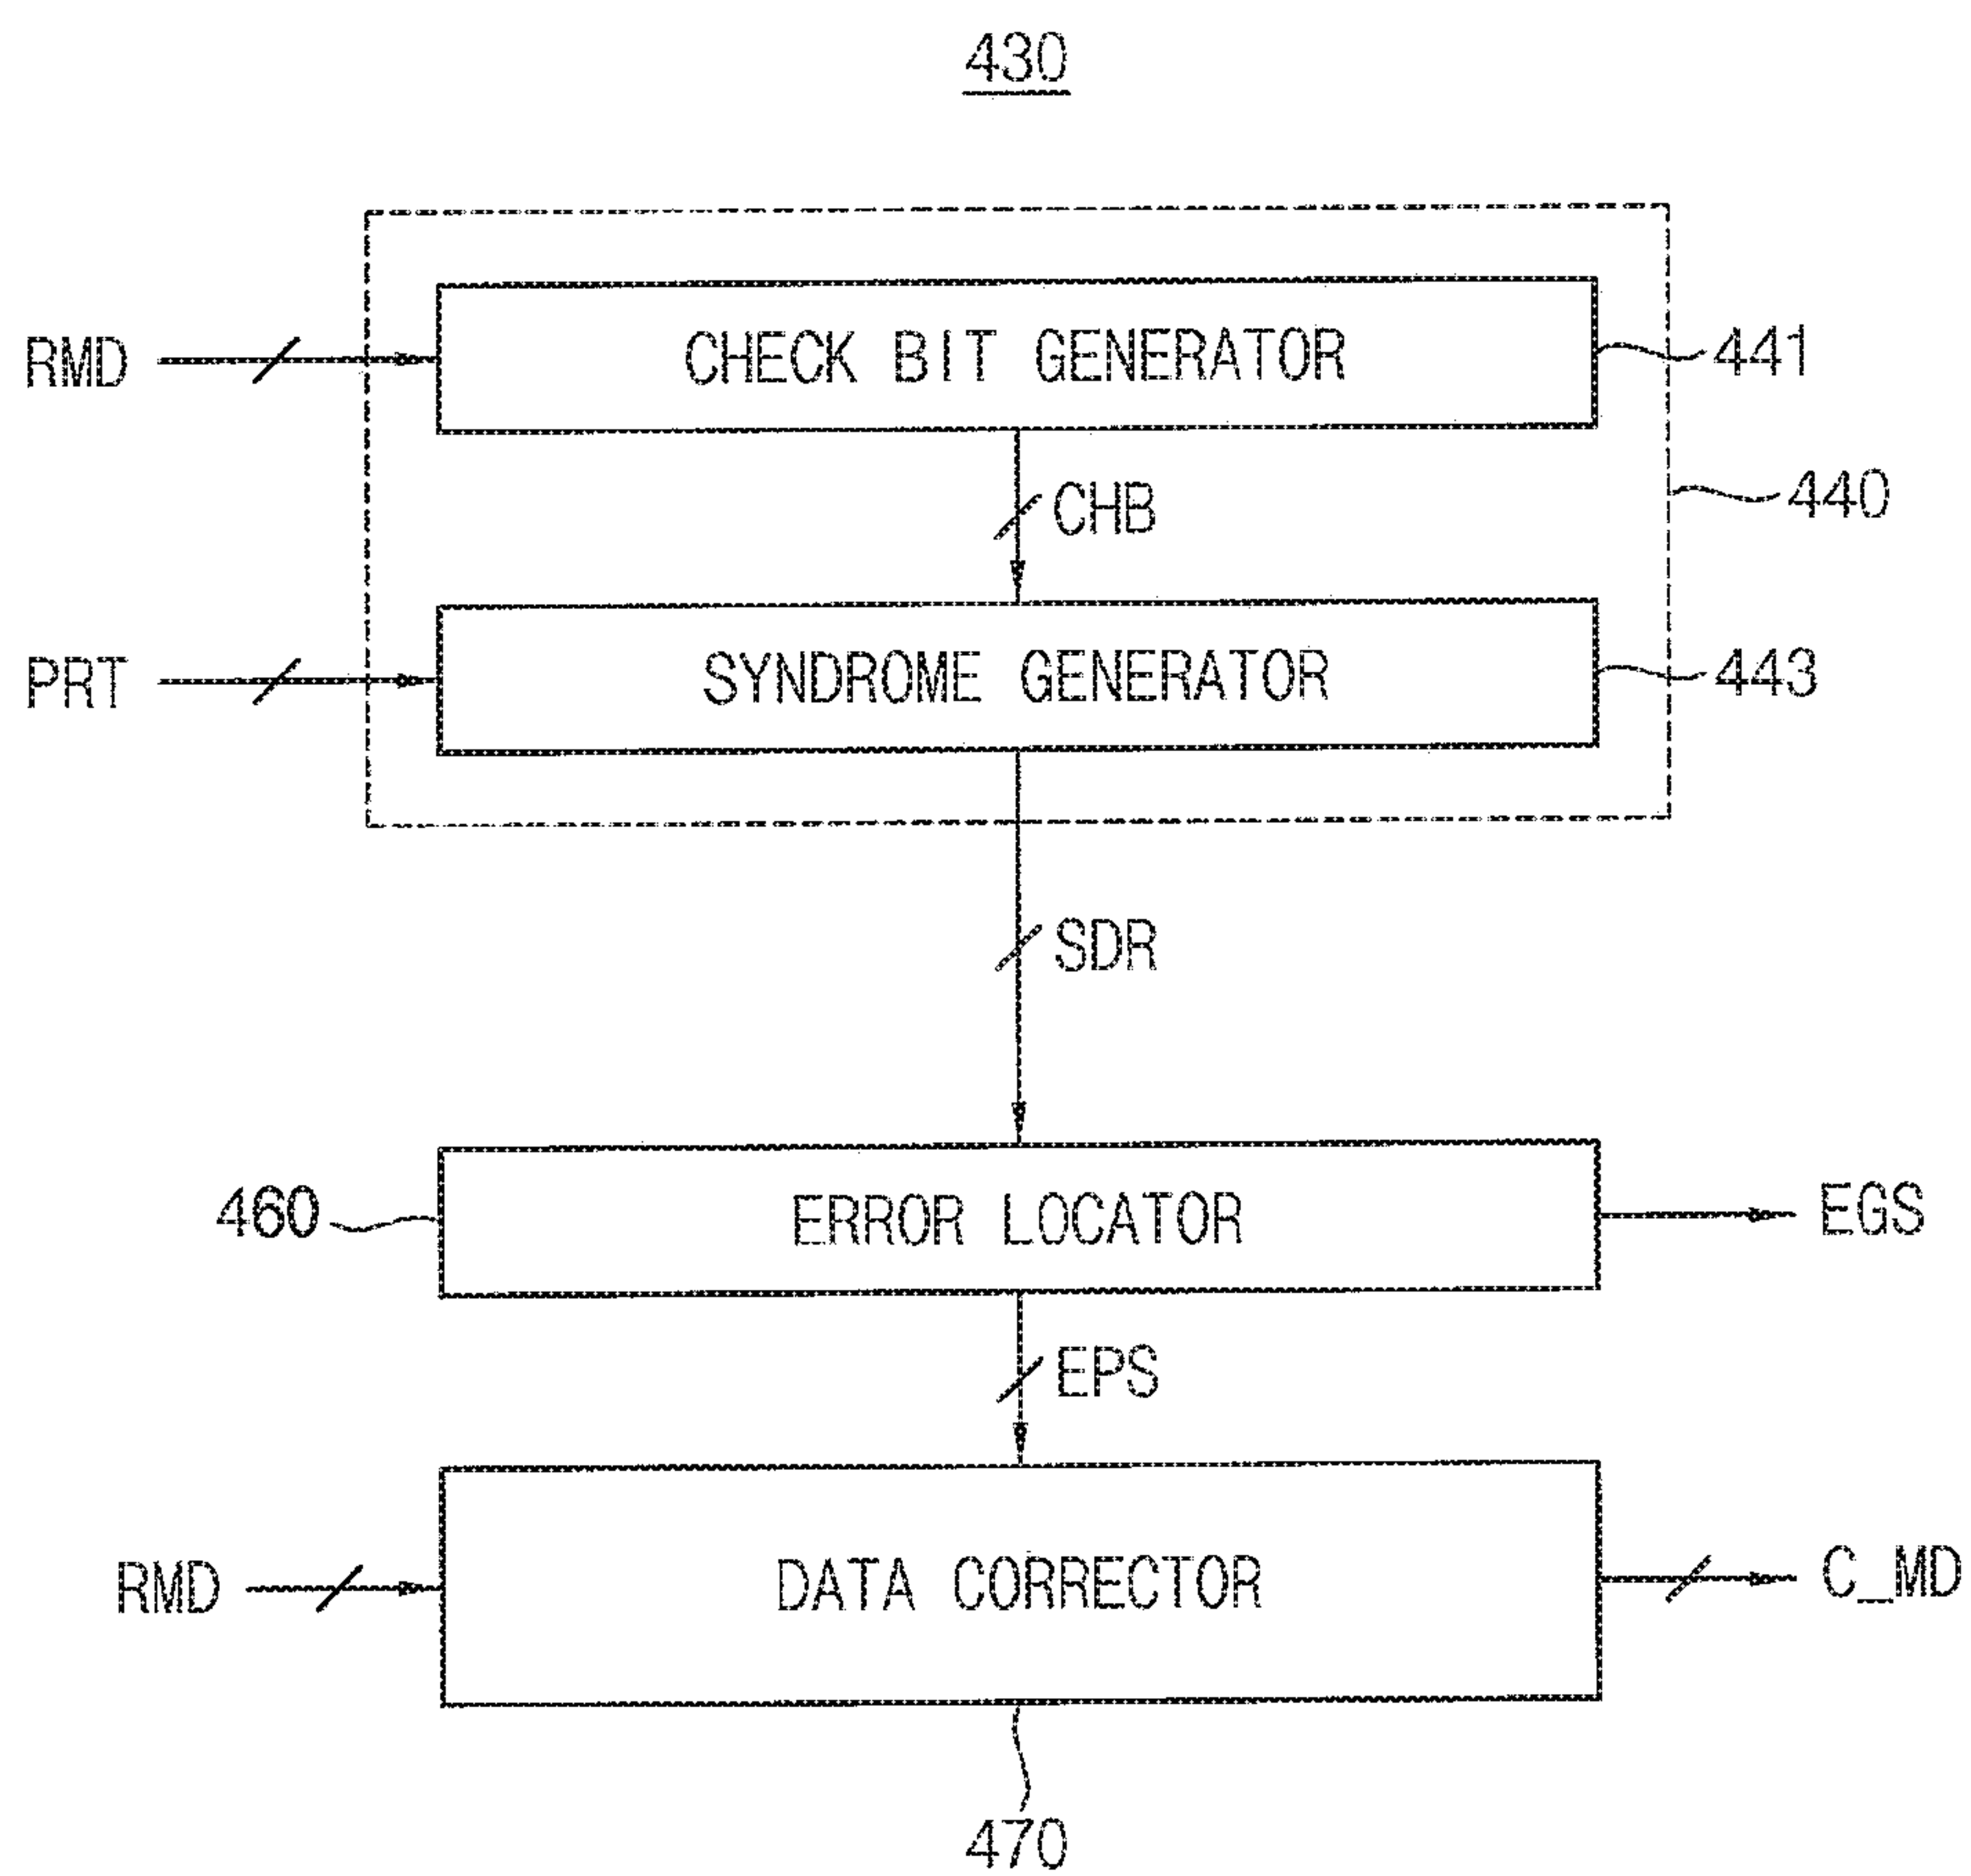 430
RMD
CHECK BIT GENERATOR
441
CHB
440
PRT
SYNDROME GENERATOR
443
SDR
460
ERROR LOCATOR
EGS
EPS
RMD
DATA CORRECTOR
C_MD
470